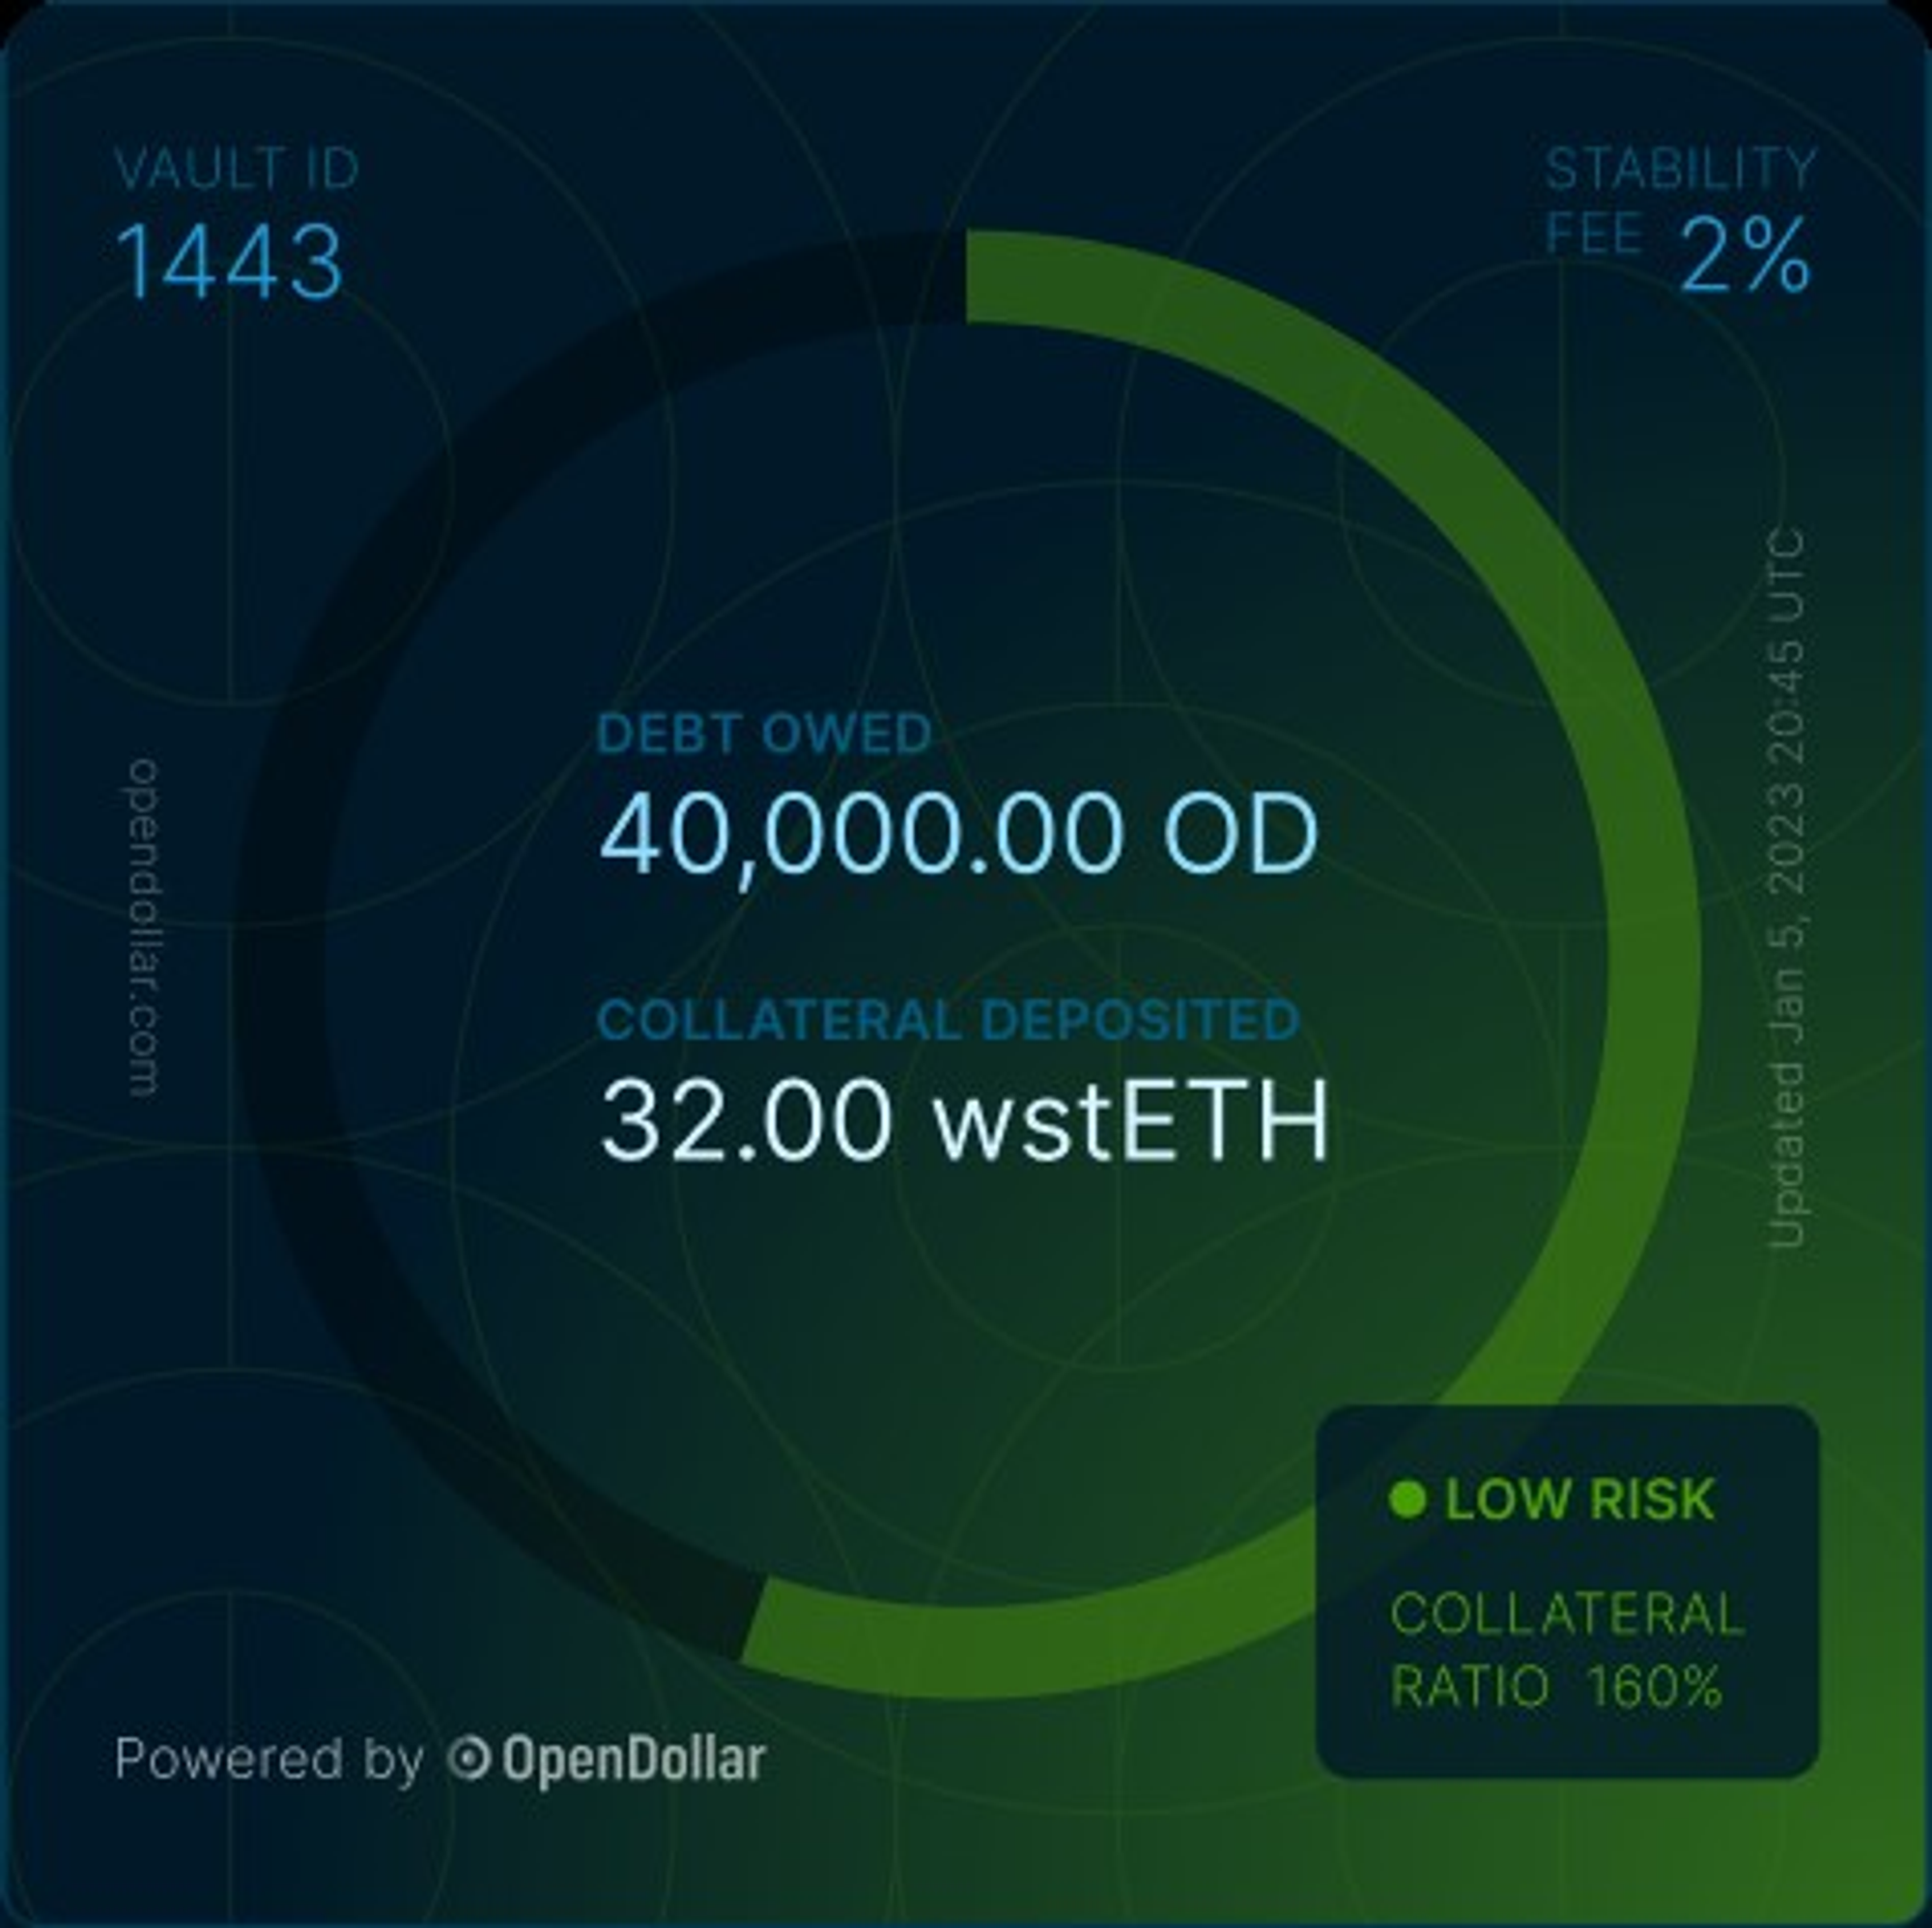 VAULT ID
1443
STABILITY
FEE 2%
DEBT OWED
40,000.00 OD
COLLATERAL DEPOSITED
32.00 wstETH
opendollar.com
Updated Jan 5, 2023 20:45 UTC
LOW RISK
COLLATERAL
RATIO 160%
Powered by OpenDollar